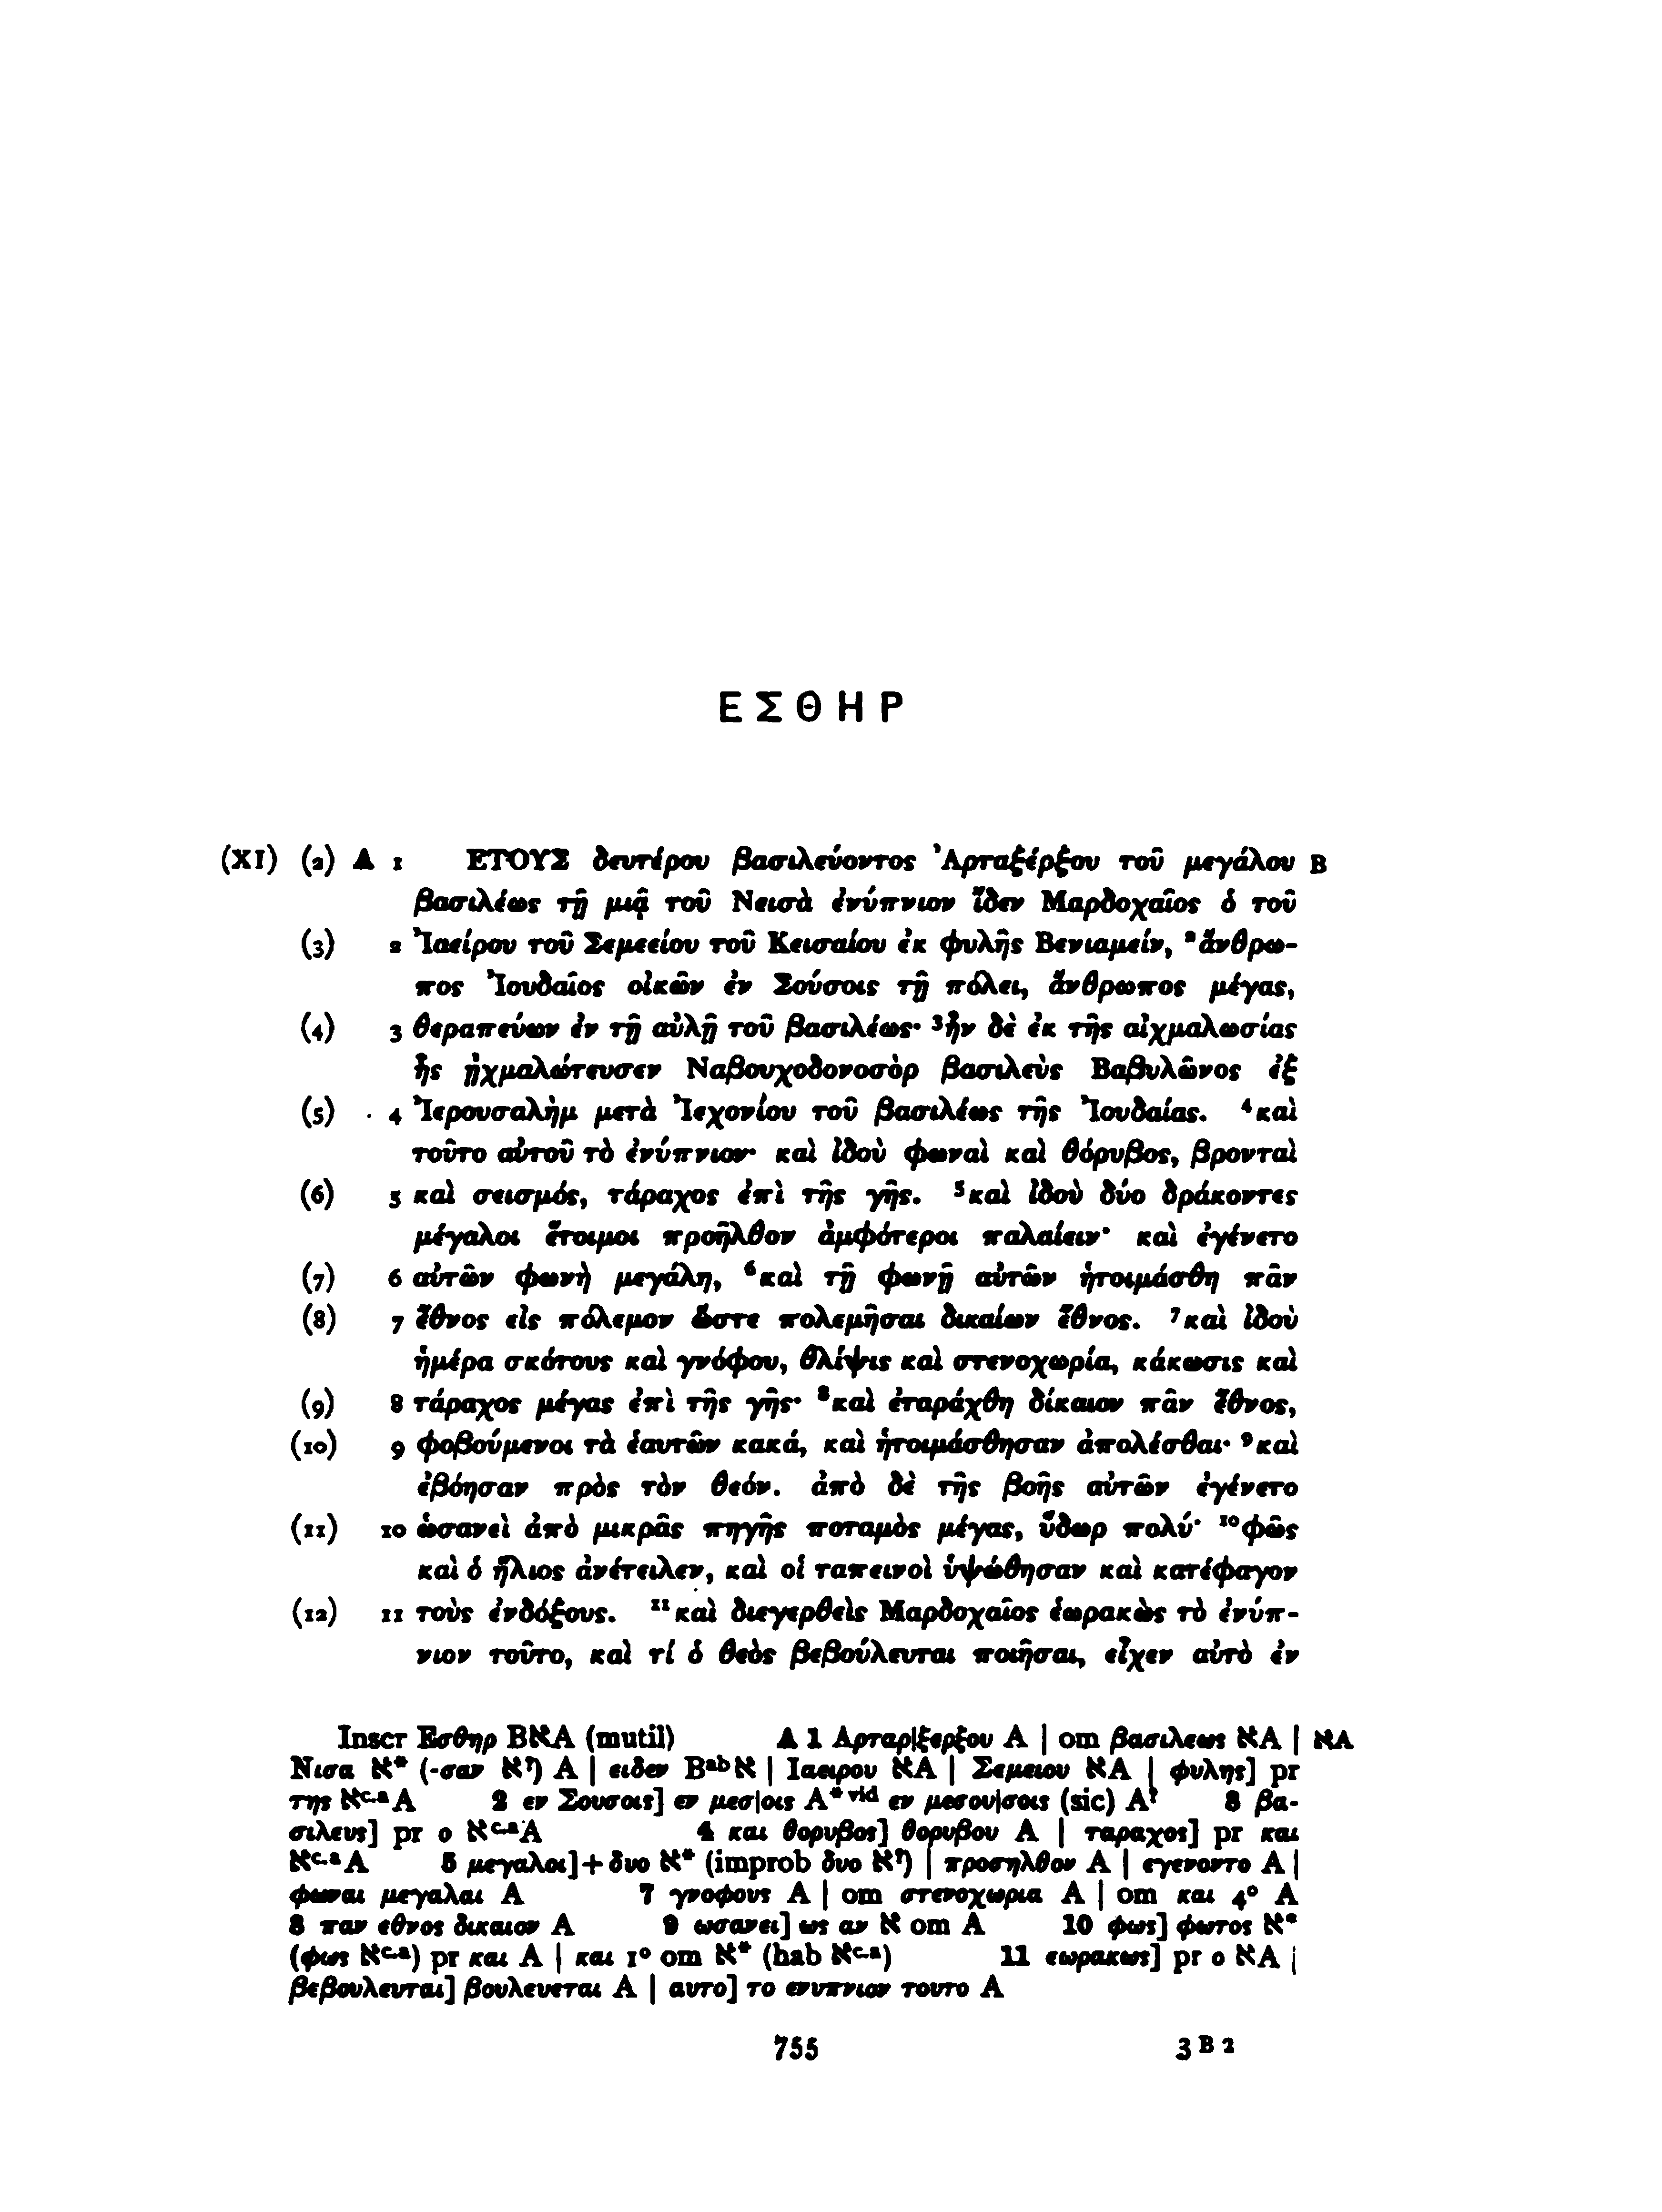 ΕΣΘΗΡ
(XI) (2) Α 1 ΕΤΟΥΣ δευτέρου βασιλεύοντος Ἀρταξέρξου τοῦ μεγάλου B
βασιλέως τῇ μιᾷ τοῦ Νεισὰ ἐνύπνιον ἴδεν Μαρδοχαῖος ὁ τοῦ
(3) 2 Ἰαείρου τοῦ Σεμεείου τοῦ Κεισαίου ἐκ φυλῆς Βενιαμείν, ²ἄνθρω-
πος Ἰουδαῖος οἰκῶν ἐν Σούσοις τῇ πόλει, ἄνθρωπος μέγας,
(4) 3 θεραπεύων ἐν τῇ αὐλῇ τοῦ βασιλέως· ³ἦν δὲ ἐκ τῆς αἰχμαλωσίας
ἧς ᾐχμαλώτευσεν Ναβουχοδονοσὸρ βασιλεὺς Βαβυλῶνος ἐξ
(5) 4 Ἰερουσαλὴμ μετὰ Ἰεχονίου τοῦ βασιλέως τῆς Ἰουδαίας. ⁴καὶ
τοῦτο αὐτοῦ τὸ ἐνύπνιον· καὶ ἰδοὺ φωναὶ καὶ θόρυβος, βρονταὶ
(6) 5 καὶ σεισμός, τάραχος ἐπὶ τῆς γῆς. ⁵καὶ ἰδοὺ δύο δράκοντες
μέγαλοι ἕτοιμοι προῆλθον ἀμφότεροι παλαίειν· καὶ ἐγένετο
(7) 6 αὐτῶν φωνὴ μεγάλη, ⁶καὶ τῇ φωνῇ αὐτῶν ἡτοιμάσθη πᾶν
(8) 7 ἔθνος εἰς πόλεμον ὥστε πολεμῆσαι δικαίων ἔθνος. ⁷καὶ ἰδοὺ
ἡμέρα σκότους καὶ γνόφου, θλίψις καὶ στενοχωρία, κάκωσις καὶ
(9) 8 τάραχος μέγας ἐπὶ τῆς γῆς· ⁸καὶ ἐταράχθη δίκαιον πᾶν ἔθνος,
(10) 9 φοβούμενοι τὰ ἑαυτῶν κακά, καὶ ἡτοιμάσθησαν ἀπολέσθαι· ⁹καὶ
ἐβόησαν πρὸς τὸν θεόν. ἀπὸ δὲ τῆς βοῆς αὐτῶν ἐγένετο
(11) 10 ὡσανεὶ ἀπὸ μικρᾶς πηγῆς ποταμὸς μέγας, ὕδωρ πολύ· ¹⁰φῶς
καὶ ὁ ἥλιος ἀνέτειλεν, καὶ οἱ ταπεινοὶ ὑψώθησαν καὶ κατέφαγον
(12) 11 τοὺς ἐνδόξους. ¹¹καὶ διεγερθεὶς Μαρδοχαῖος ἑωρακὼς τὸ ἐνύπ-
νιον τοῦτο, καὶ τί ὁ θεὸς βεβούλευται ποιῆσαι, εἶχεν αὐτὸ ἐν
Inscr Εσθηρ BℵA (mutil) Α 1 Αρταρ|ξερξου A | om βασιλεως ℵA | ℵA
Νισα ℵ* (-σαν ℵ?) A | ειδεν Bᵃᵇℵ | Ιαειρου ℵA | Σεμειου ℵA | φυλης] pr
της ℵᶜ·ᵃA 2 εν Σουσοις] εν μεσ|οις A*ᵛⁱᵈ εν μεσου|σοις (sic) A? 3 βα-
σιλευς] pr ο ℵᶜ·ᵃA 4 και θορυβος] θορυβου A | ταραχος] pr και
ℵᶜ·ᵃA 5 μεγαλοι]+δυο ℵ* (improb δυο ℵ?) | προσηλθον A | εγενοντο A |
φωναι μεγαλαι A 7 γνοφους A | om στενοχωρια A | om και 4° A
8 παν εθνος δικαιον A 9 ωσανει] ως αν ℵ om A 10 φως] φωτος ℵ*
(φως ℵᶜ·ᵃ) pr και A | και 1° om ℵ* (hab ℵᶜ·ᵃ) 11 εωρακως] pr ο ℵA |
βεβουλευται] βουλευεται A | αυτο] το ενυπνιον τουτο A
755 3 B 2